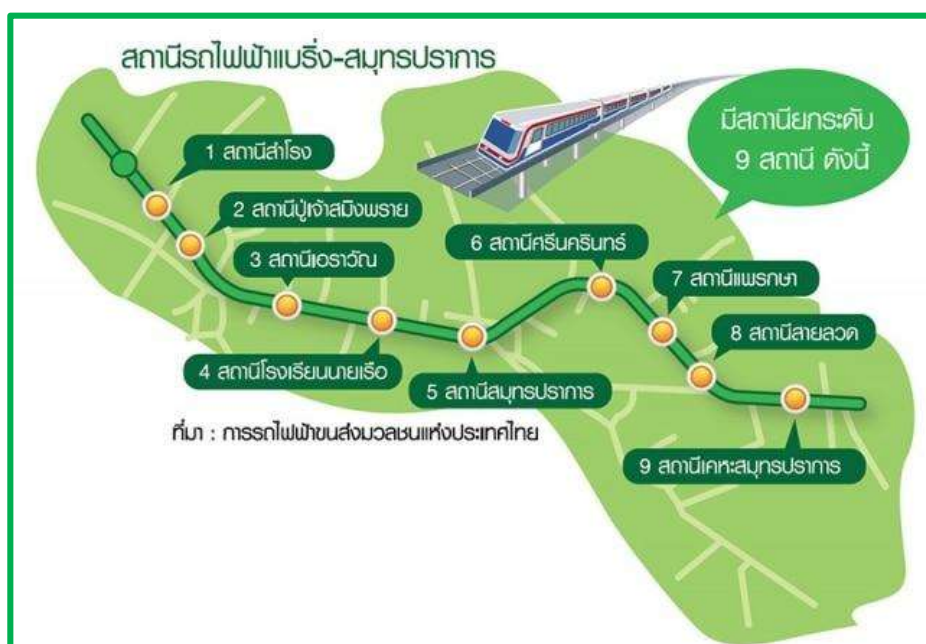 สถานีรถไฟฟ้าแบริ่ง-สมุทรปราการ
มีสถานียกระดับ
9 สถานี ดังนี้
1 สถานีสำโรง
2 สถานีปู่เจ้าสมิงพราย
3 สถานีเอราวัณ
4 สถานีโรงเรียนนายเรือ
5 สถานีสมุทรปราการ
6 สถานีศรีนครินทร์
7 สถานีแพรกษา
8 สถานีสายลวด
9 สถานีเคหะสมุทรปราการ
ที่มา : การรถไฟฟ้าขนส่งมวลชนแห่งประเทศไทย